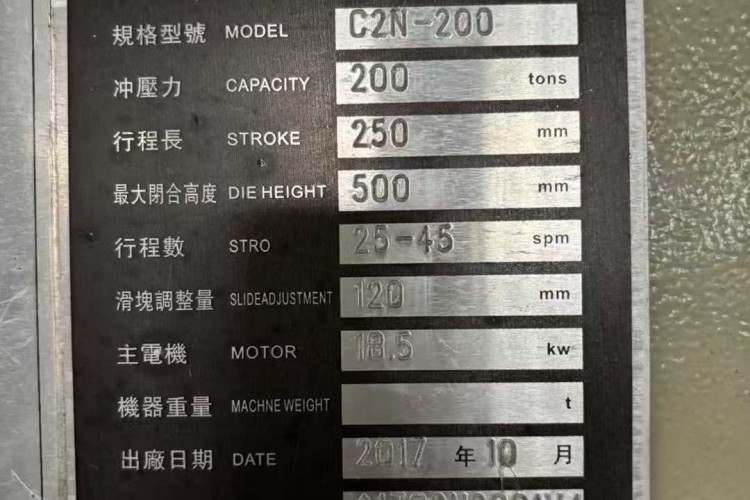 規格型號 MODEL C2N-200
冲壓力 CAPACITY 200 tons
行程長 STROKE 250 mm
最大閉合高度 DIE HEIGHT 500 mm
行程數 STRO 25-45 spm
滑塊調整量 SLIDEADJUSTMENT 120 mm
主電機 MOTOR 18.5 kw
機器重量 MACHNE WEIGHT t
出廠日期 DATE 2017 年 10 月